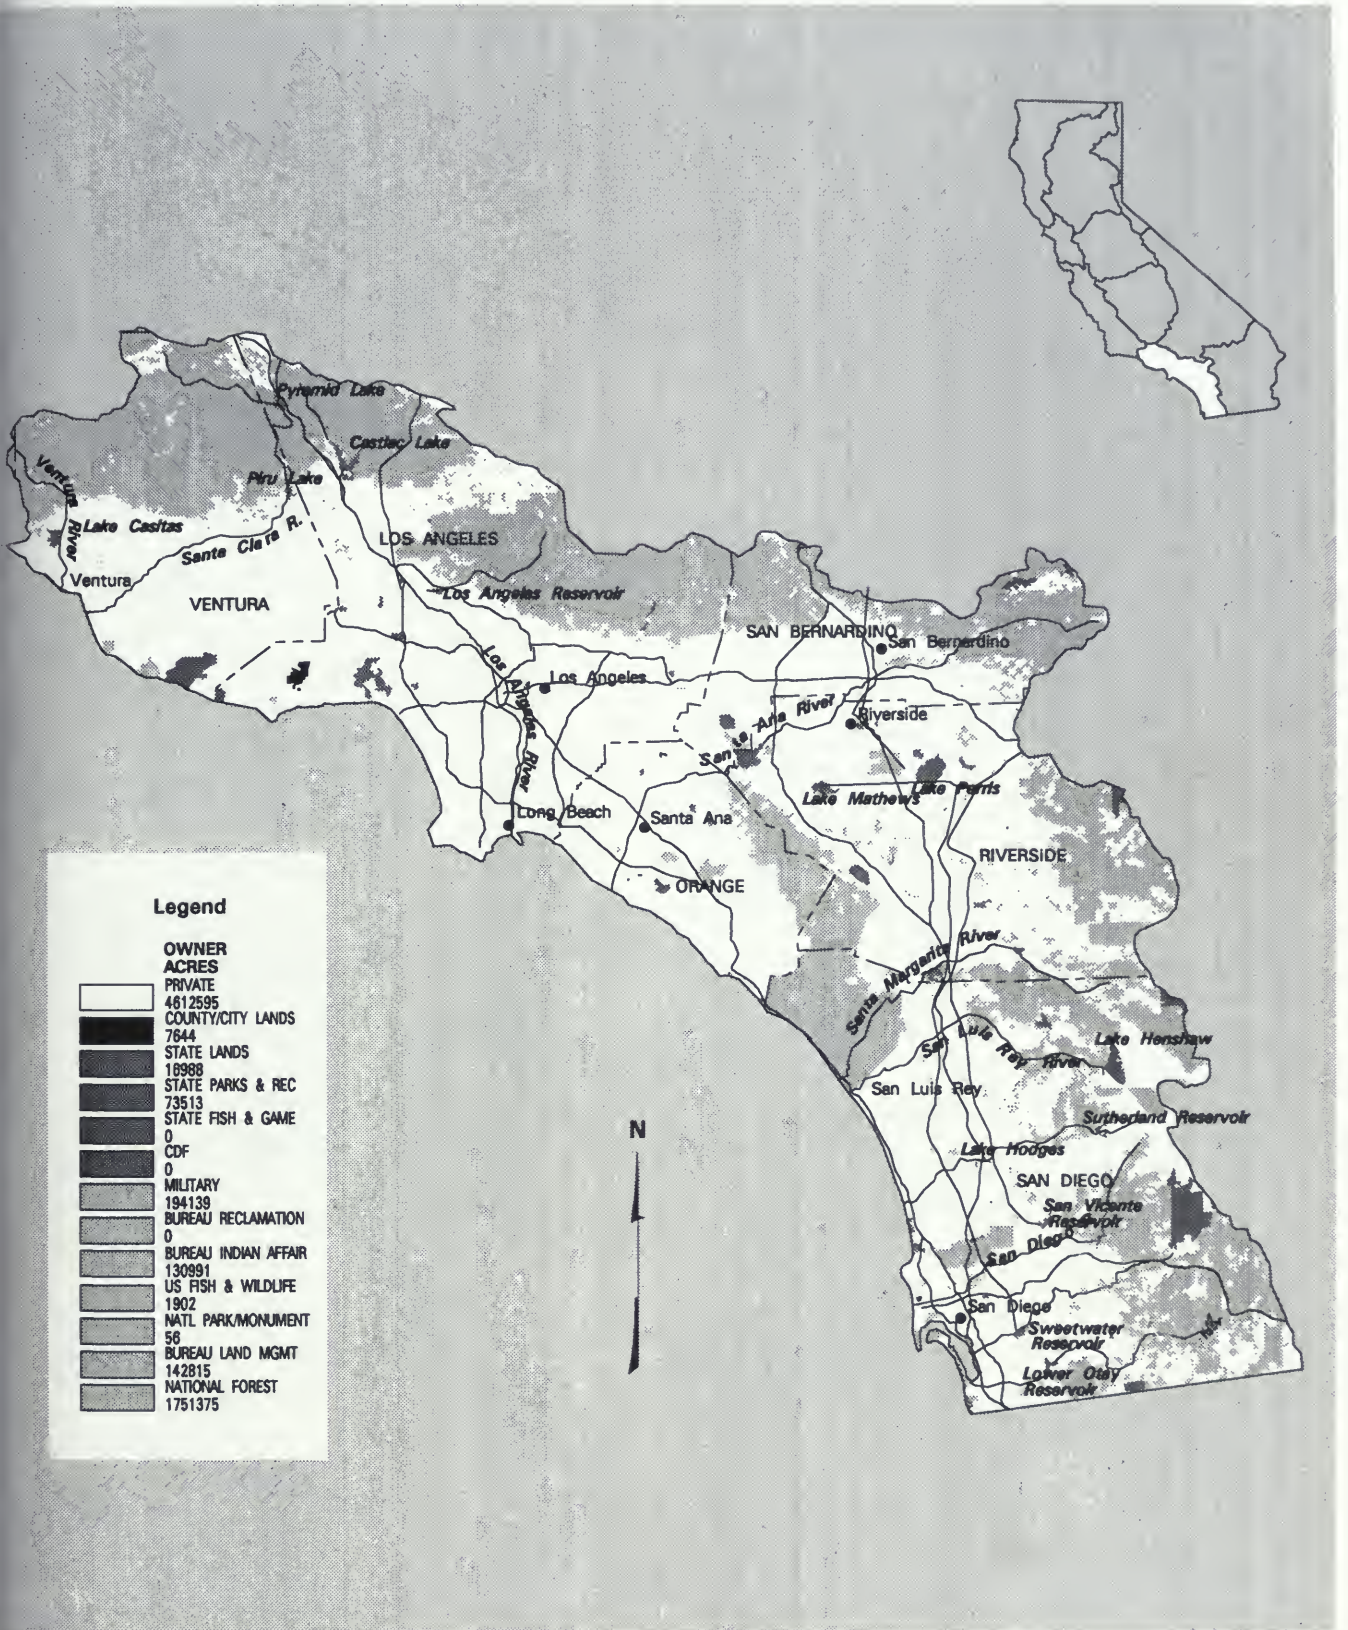 Pyramid Lake
Castiac Lake
Piru Lake
Ventura River
Lake Casitas
Santa Clara R.
LOS ANGELES
Ventura
VENTURA
Los Angeles Reservoir
SAN BERNARDINO
San Bernardino
Los Angeles River
Los Angeles
Santa Ana River
Riverside
Lake Mathews
Lake Perris
Long Beach
Santa Ana
RIVERSIDE
ORANGE
Santa Margarita River
San Luis Rey River
Lake Henshaw
San Luis Rey
Sutherland Reservoir
Lake Hodges
SAN DIEGO
San Vicente
Reservoir
San Diego
San Diego
Sweetwater
Reservoir
Lower Otay
Reservoir
N
Legend
OWNER
ACRES
PRIVATE
4612595
COUNTY/CITY LANDS
7644
STATE LANDS
16988
STATE PARKS & REC
73513
STATE FISH & GAME
0
CDF
0
MILITARY
194139
BUREAU RECLAMATION
0
BUREAU INDIAN AFFAIR
130991
US FISH & WILDLIFE
1902
NATL PARK/MONUMENT
56
BUREAU LAND MGMT
142815
NATIONAL FOREST
1751375